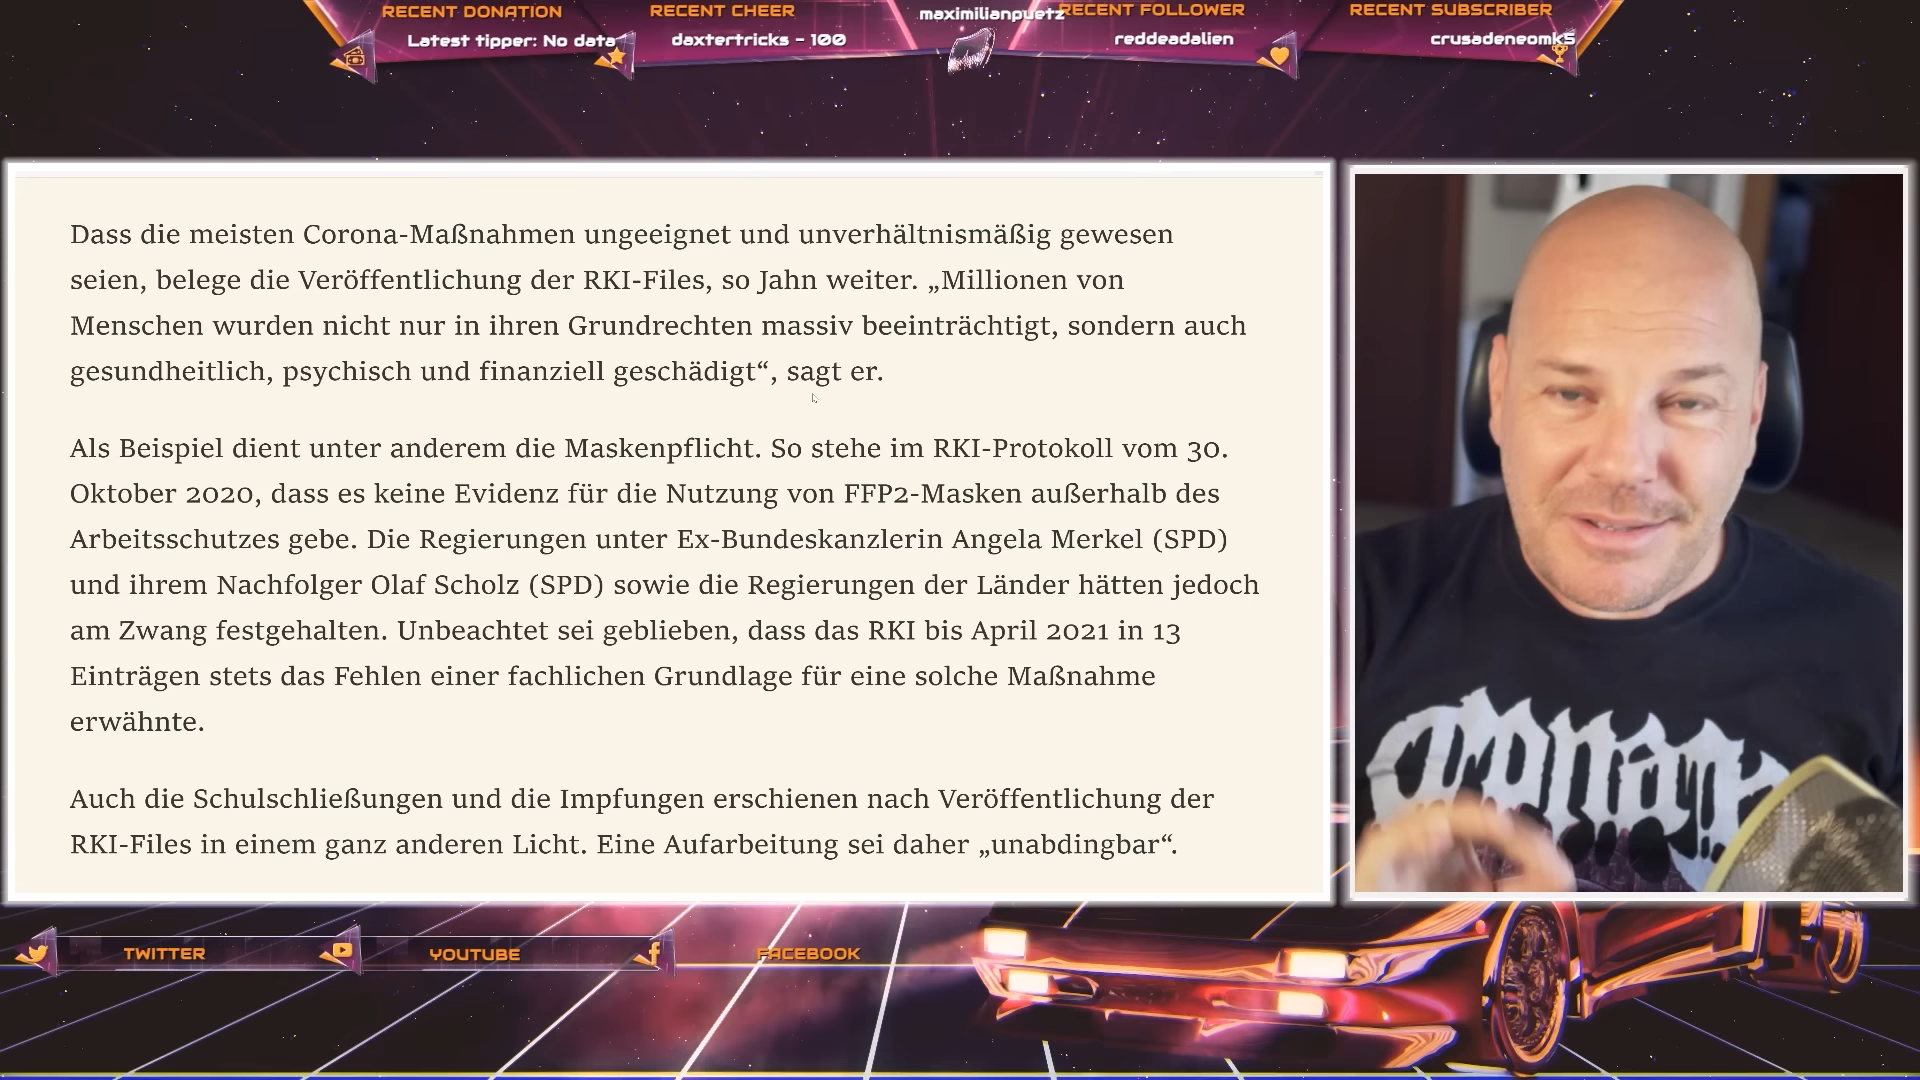 RECENT DONATION
Latest tipper: No data
RECENT CHEER
daxtertricks - 100
maximilianpuetz
RECENT FOLLOWER
reddeadalien
RECENT SUBSCRIBER
crusadeneomk5
Dass die meisten Corona-Maßnahmen ungeeignet und unverhältnismäßig gewesen
seien, belege die Veröffentlichung der RKI-Files, so Jahn weiter. „Millionen von
Menschen wurden nicht nur in ihren Grundrechten massiv beeinträchtigt, sondern auch
gesundheitlich, psychisch und finanziell geschädigt“, sagt er.
Als Beispiel dient unter anderem die Maskenpflicht. So stehe im RKI-Protokoll vom 30.
Oktober 2020, dass es keine Evidenz für die Nutzung von FFP2-Masken außerhalb des
Arbeitsschutzes gebe. Die Regierungen unter Ex-Bundeskanzlerin Angela Merkel (SPD)
und ihrem Nachfolger Olaf Scholz (SPD) sowie die Regierungen der Länder hätten jedoch
am Zwang festgehalten. Unbeachtet sei geblieben, dass das RKI bis April 2021 in 13
Einträgen stets das Fehlen einer fachlichen Grundlage für eine solche Maßnahme
erwähnte.
Auch die Schulschließungen und die Impfungen erschienen nach Veröffentlichung der
RKI-Files in einem ganz anderen Licht. Eine Aufarbeitung sei daher „unabdingbar“.
TWITTER
YOUTUBE
FACEBOOK